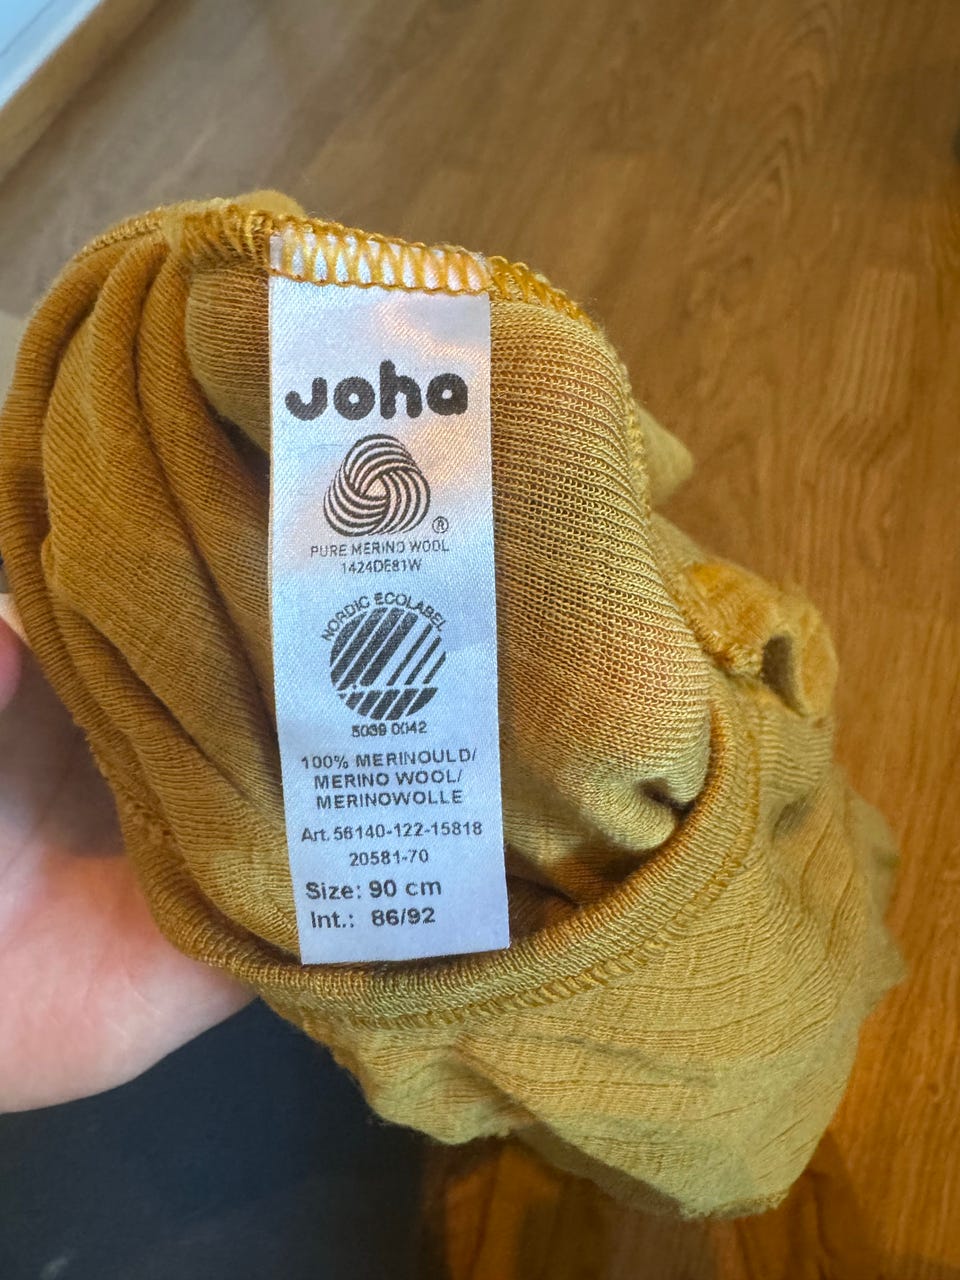 Joha
®
PURE MERINO WOOL
1424DE81W
NORDIC ECOLABEL
5039 0042
100% MERINOULD/
MERINO WOOL/
MERINOWOLLE
Art. 56140-122-15818
20581-70
Size: 90 cm
Int.: 86/92